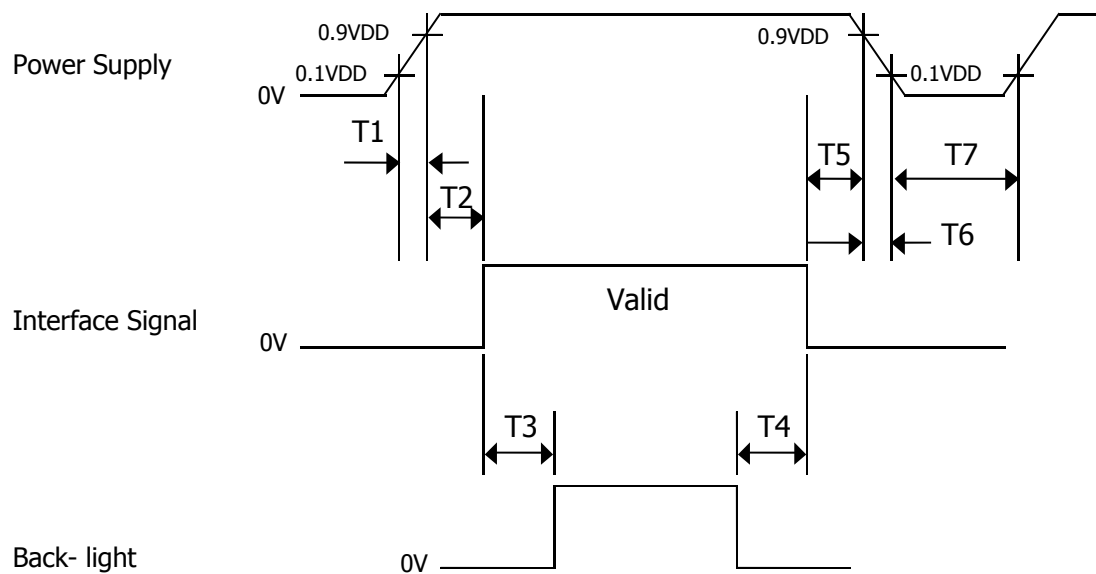 0.9VDD
0.9VDD
Power Supply
0.1VDD
0.1VDD
0V
T1
T5
T7
T2
T6
Valid
Interface Signal
0V
T3
T4
Back- light
0V